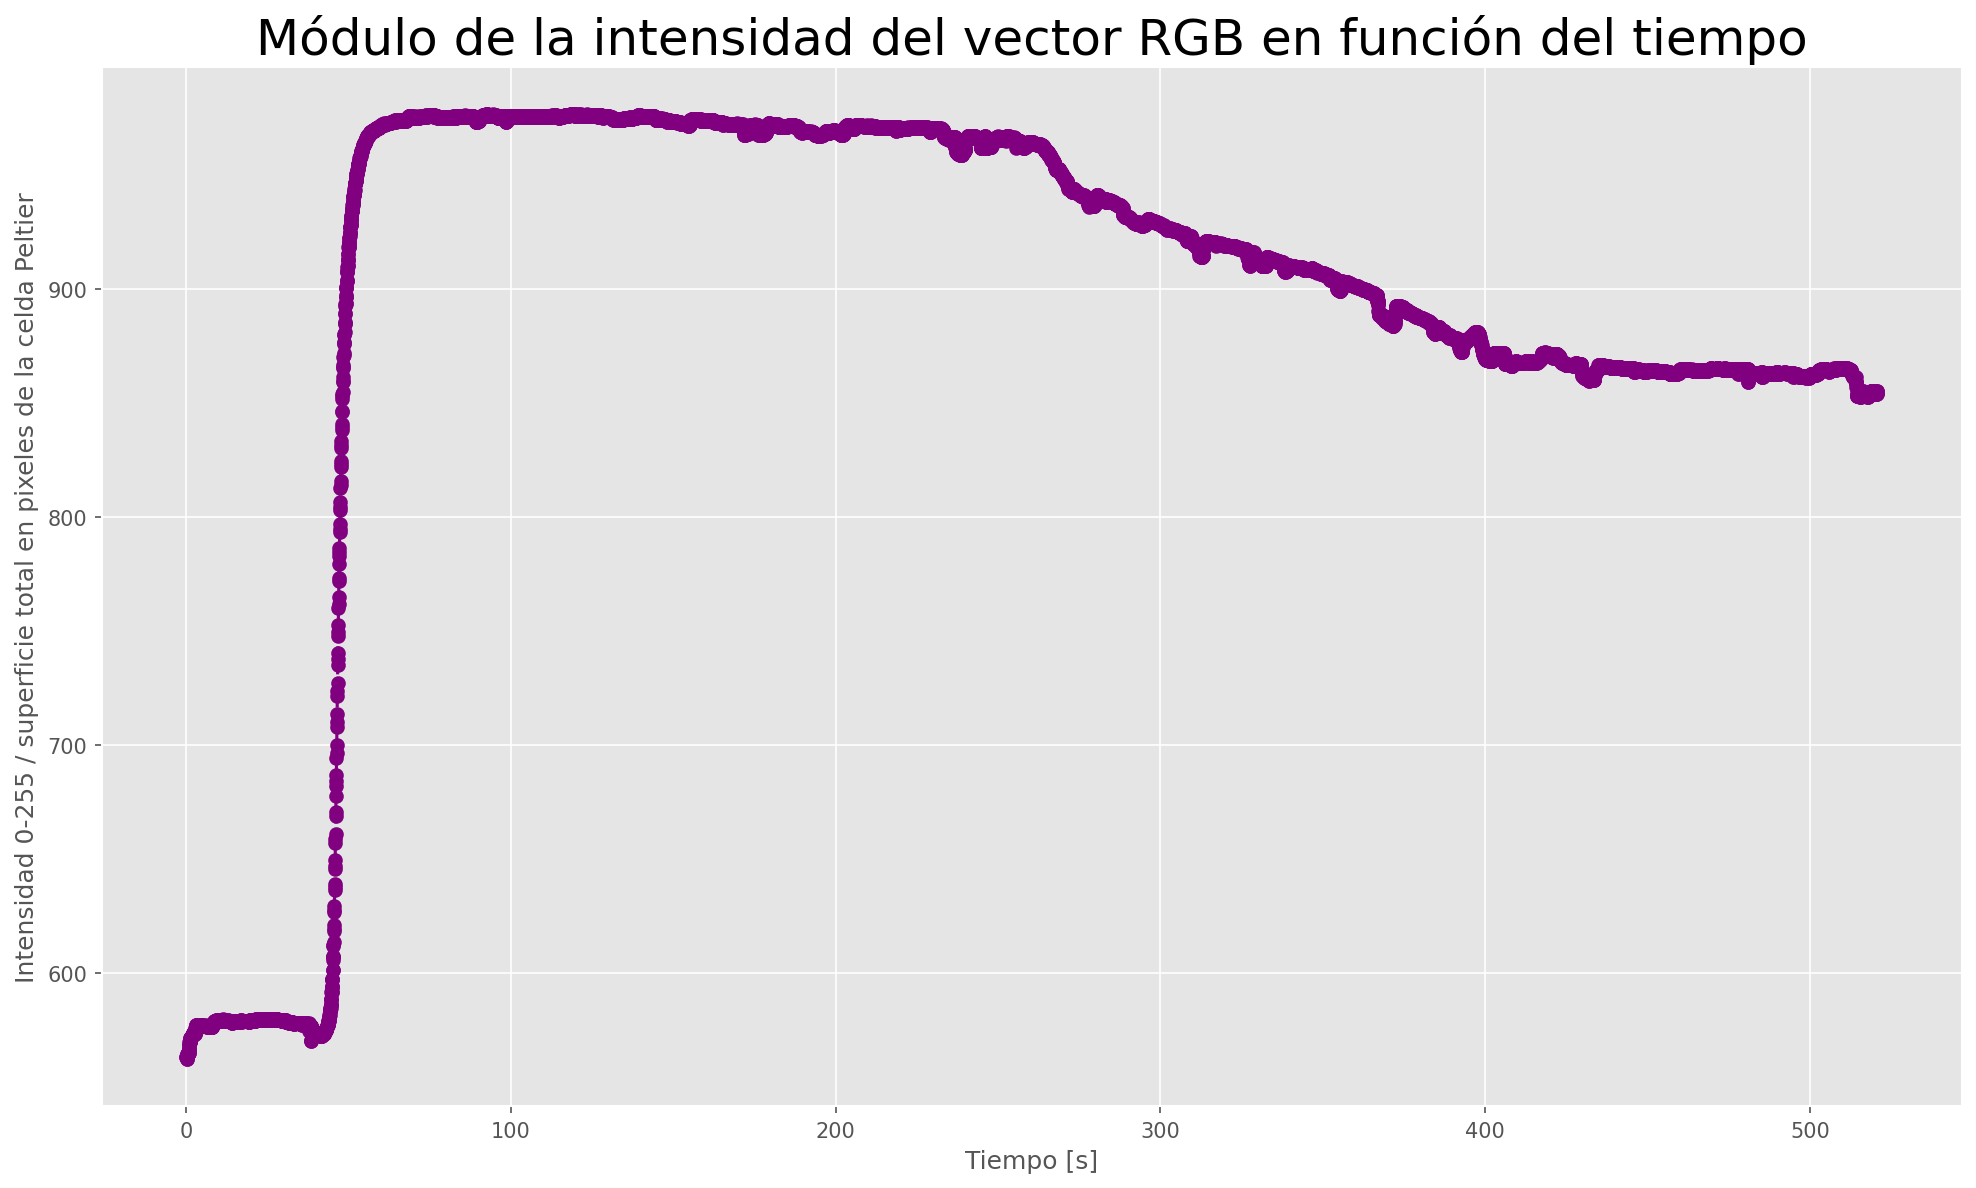 Módulo de la intensidad del vector RGB en función del tiempo
Intensidad 0-255 / superficie total en pixeles de la celda Peltier
900
800
700
600
0 100 200 300 400 500
Tiempo [s]